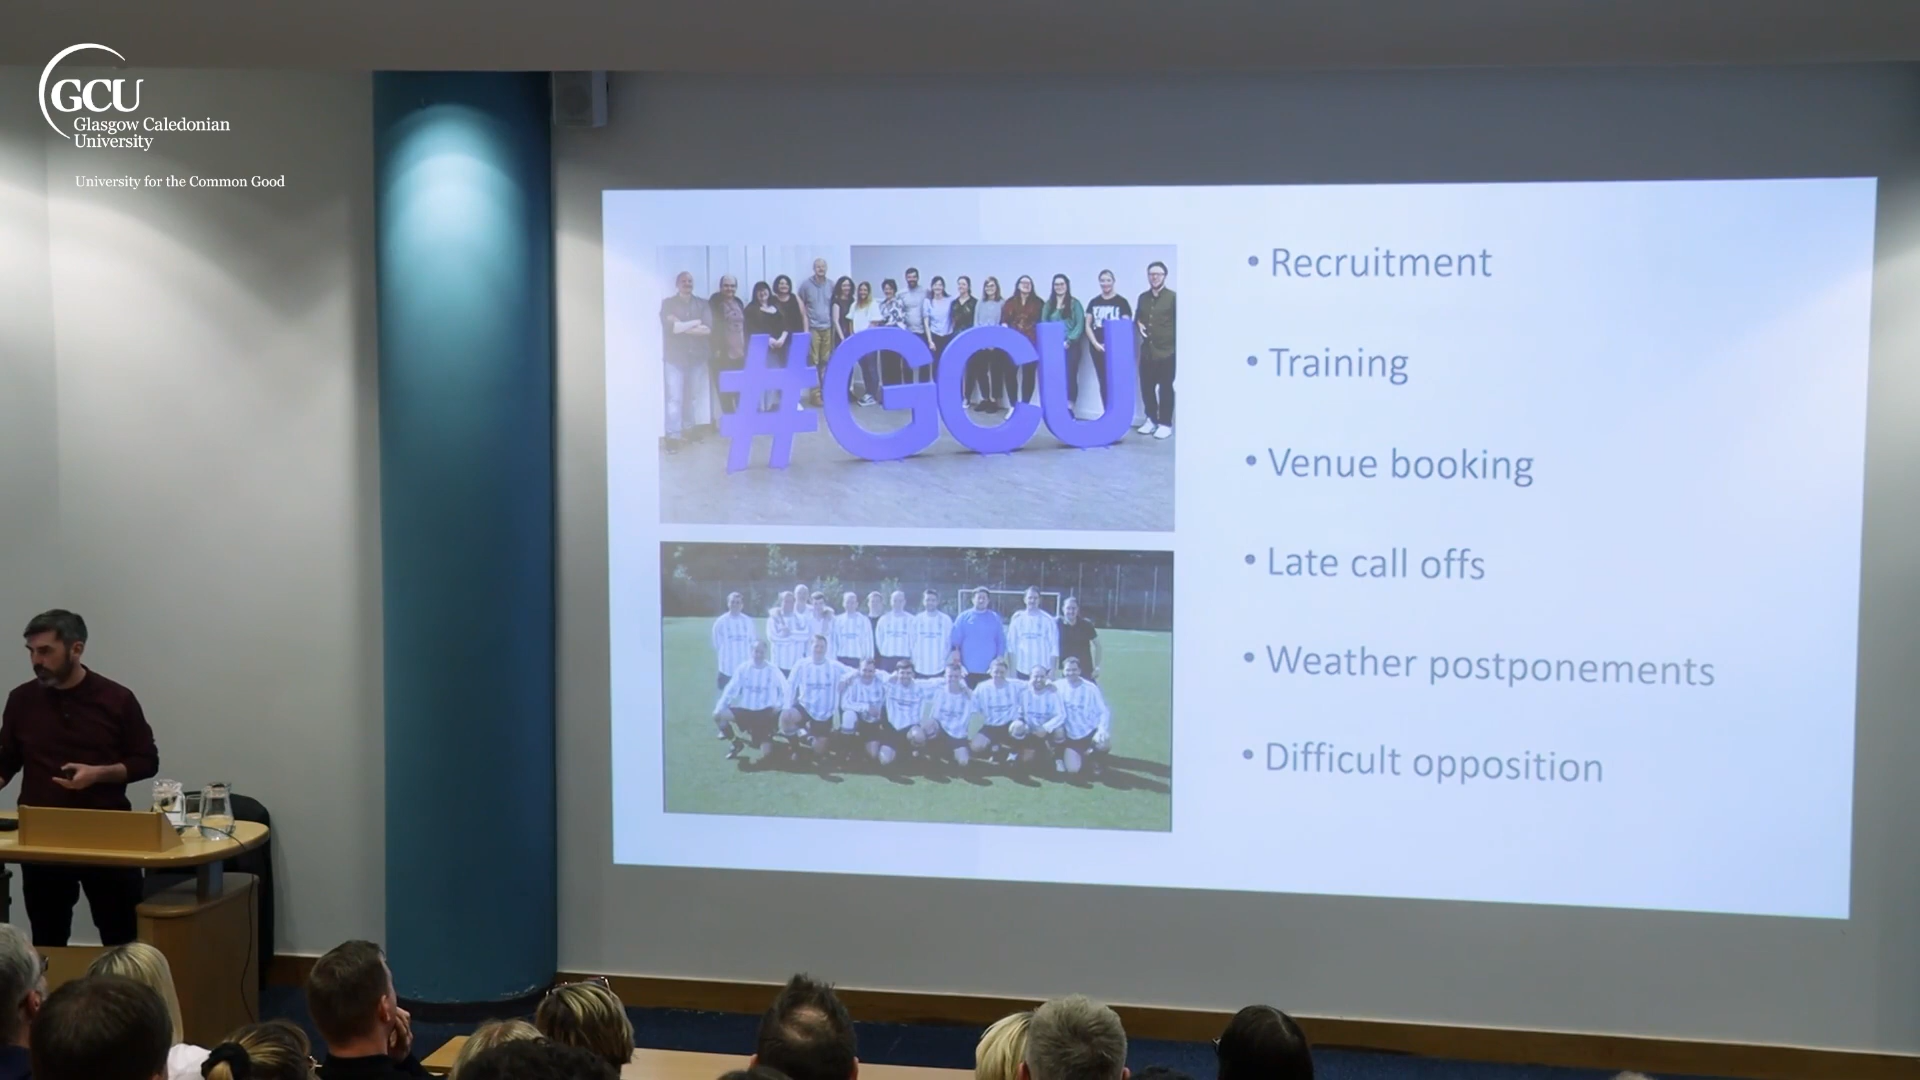 GCU
Glasgow Caledonian
University
University for the Common Good
#GCU
• Recruitment
• Training
• Venue booking
• Late call offs
• Weather postponements
• Difficult opposition